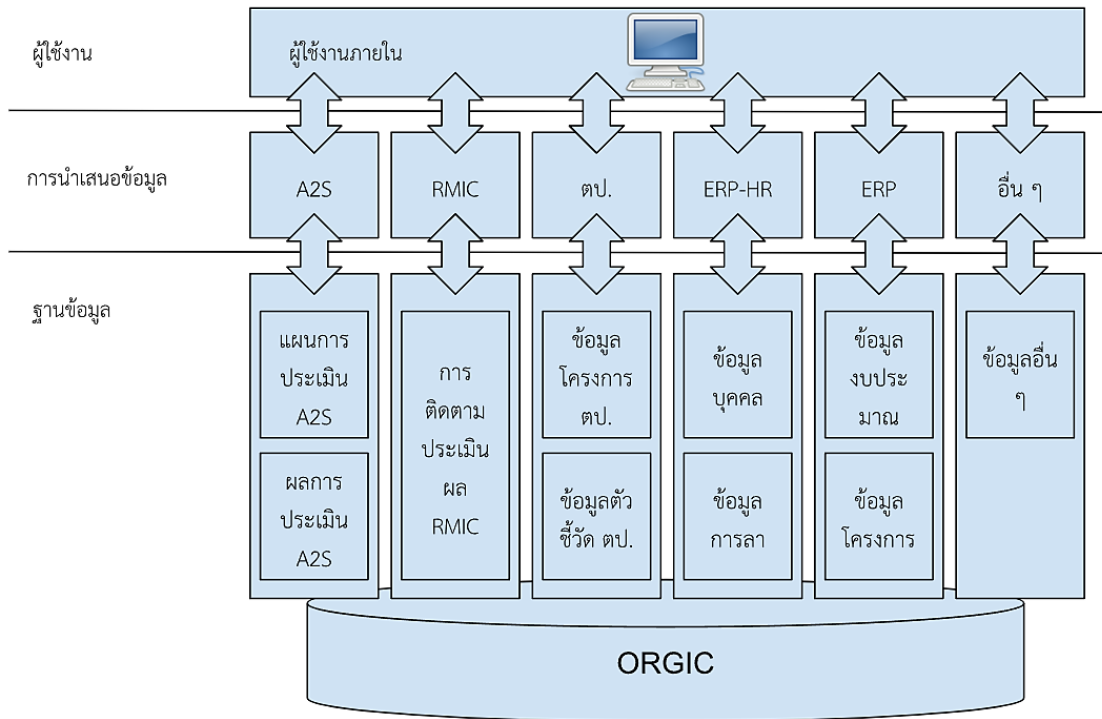 ผู้ใช้งาน
ผู้ใช้งานภายใน
การนำเสนอข้อมูล
A2S
RMIC
ตป.
ERP-HR
ERP
อื่น ๆ
ฐานข้อมูล
แผนการ
ประเมิน
A2S
ผลการ
ประเมิน
A2S
การ
ติดตาม
ประเมิน
ผล
RMIC
ข้อมูล
โครงการ
ตป.
ข้อมูลตัว
ชี้วัด ตป.
ข้อมูล
บุคคล
ข้อมูล
การลา
ข้อมูล
งบประ
มาณ
ข้อมูล
โครงการ
ข้อมูลอื่น
ๆ
ORGIC